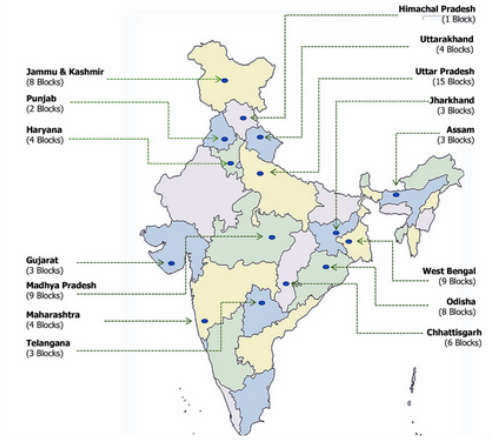 Himachal Pradesh
(1 Block)
Uttarakhand
(4 Blocks)
Jammu & Kashmir
(8 Blocks)
Uttar Pradesh
(15 Blocks)
Punjab
(2 Blocks)
Jharkhand
(3 Blocks)
Haryana
(4 Blocks)
Assam
(3 Blocks)
Gujarat
(3 Blocks)
West Bengal
(9 Blocks)
Madhya Pradesh
(9 Blocks)
Odisha
(8 Blocks)
Maharashtra
(4 Blocks)
Chhattisgarh
(6 Blocks)
Telangana
(3 Blocks)